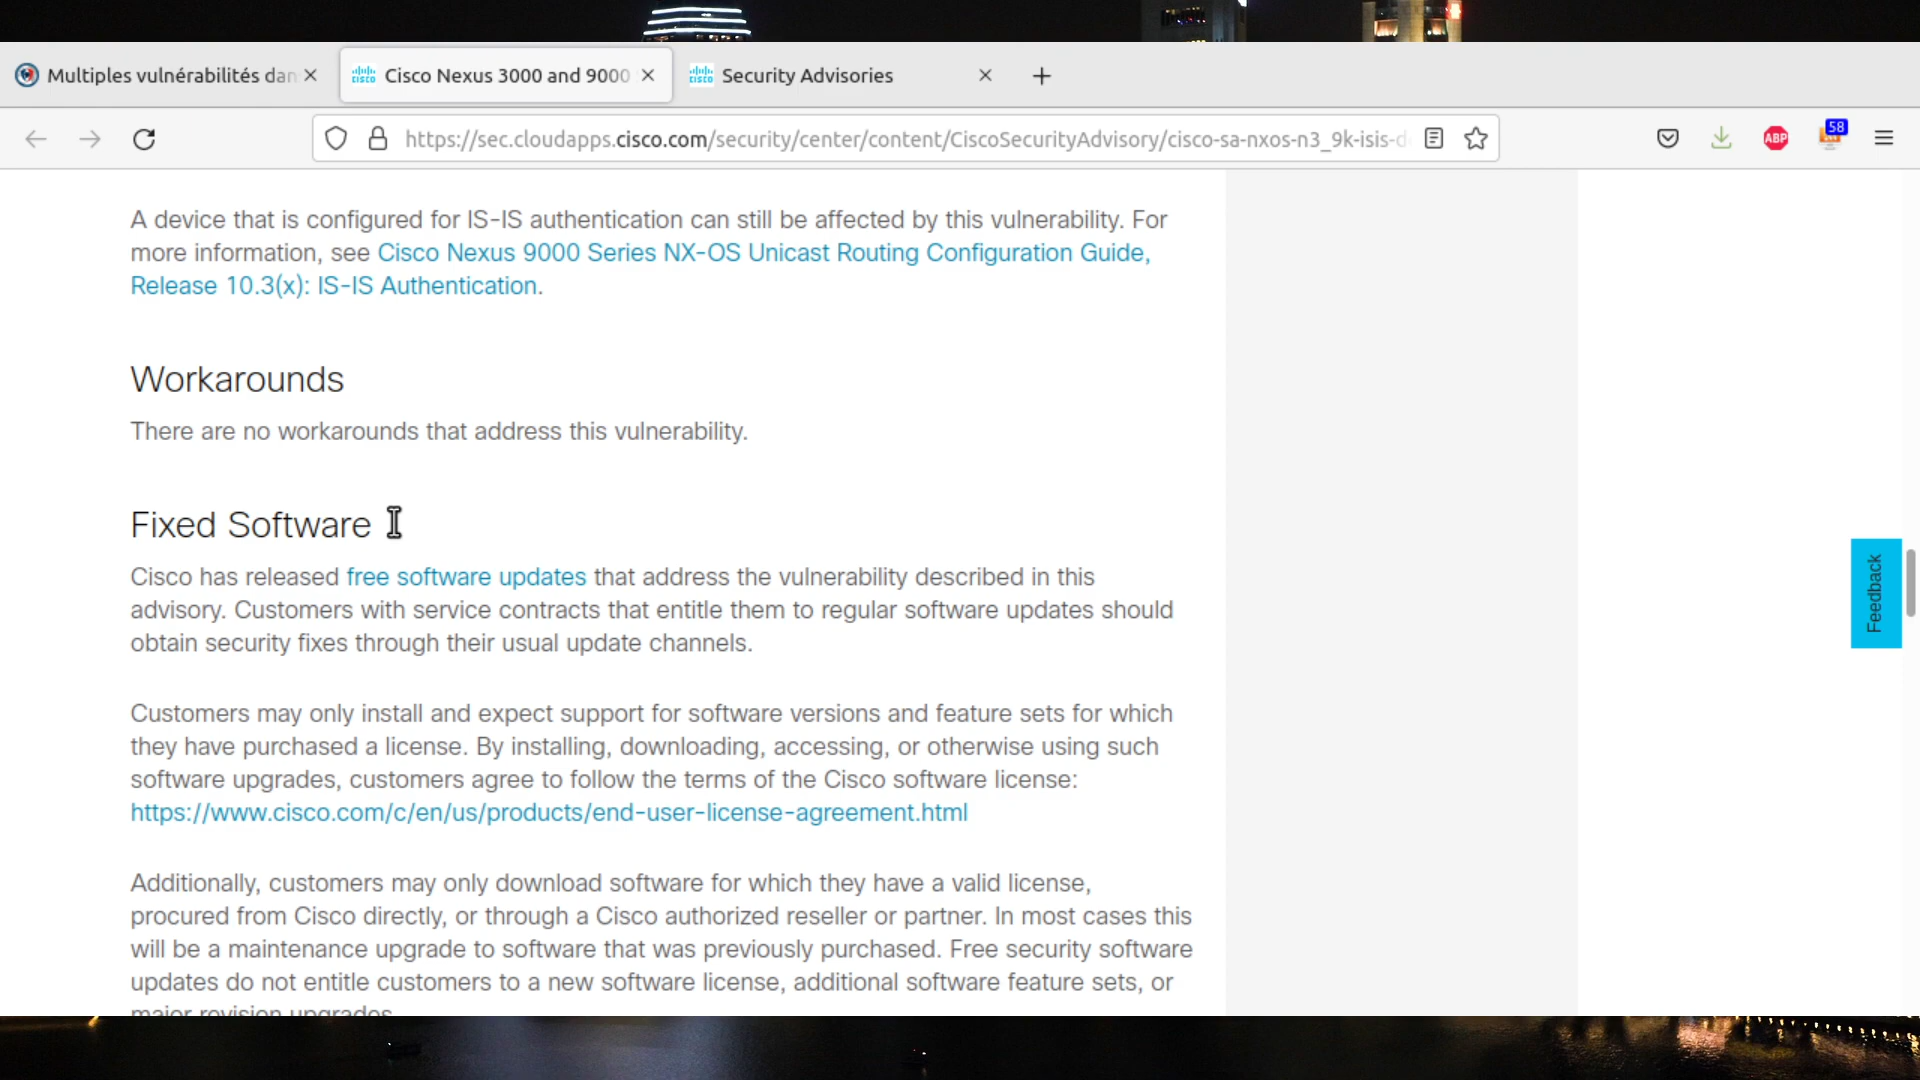 Multiples vulnérabilités dan
Cisco Nexus 3000 and 9000
Security Advisories
https://sec.cloudapps.cisco.com/security/center/content/CiscoSecurityAdvisory/cisco-sa-nxos-n3_9k-isis-d
ABP
58
A device that is configured for IS-IS authentication can still be affected by this vulnerability. For
more information, see Cisco Nexus 9000 Series NX-OS Unicast Routing Configuration Guide,
Release 10.3(x): IS-IS Authentication.
Workarounds
There are no workarounds that address this vulnerability.
Fixed Software
Cisco has released free software updates that address the vulnerability described in this
advisory. Customers with service contracts that entitle them to regular software updates should
obtain security fixes through their usual update channels.
Customers may only install and expect support for software versions and feature sets for which
they have purchased a license. By installing, downloading, accessing, or otherwise using such
software upgrades, customers agree to follow the terms of the Cisco software license:
https://www.cisco.com/c/en/us/products/end-user-license-agreement.html
Additionally, customers may only download software for which they have a valid license,
procured from Cisco directly, or through a Cisco authorized reseller or partner. In most cases this
will be a maintenance upgrade to software that was previously purchased. Free security software
updates do not entitle customers to a new software license, additional software feature sets, or
major revision upgrades.
Feedback